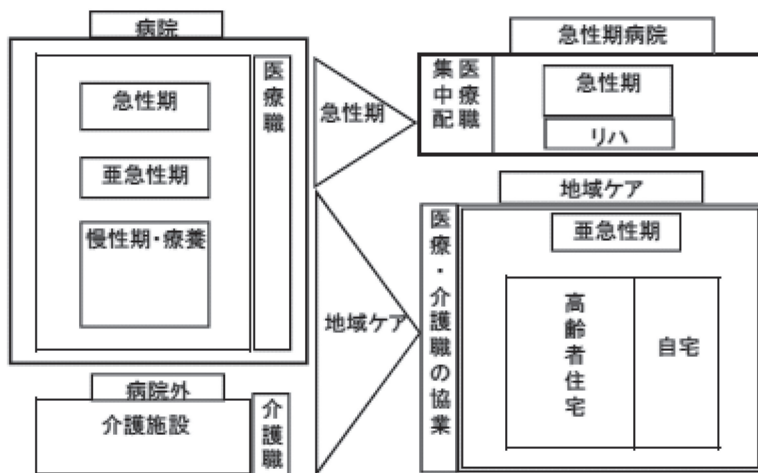 病院
急性期
亜急性期
慢性期・療養
医療職
病院外
介護施設
介護職
急性期
地域ケア
急性期病院
医療職
集中配
急性期
リハ
地域ケア
医療・介護職の協業
亜急性期
高齢者住宅
自宅